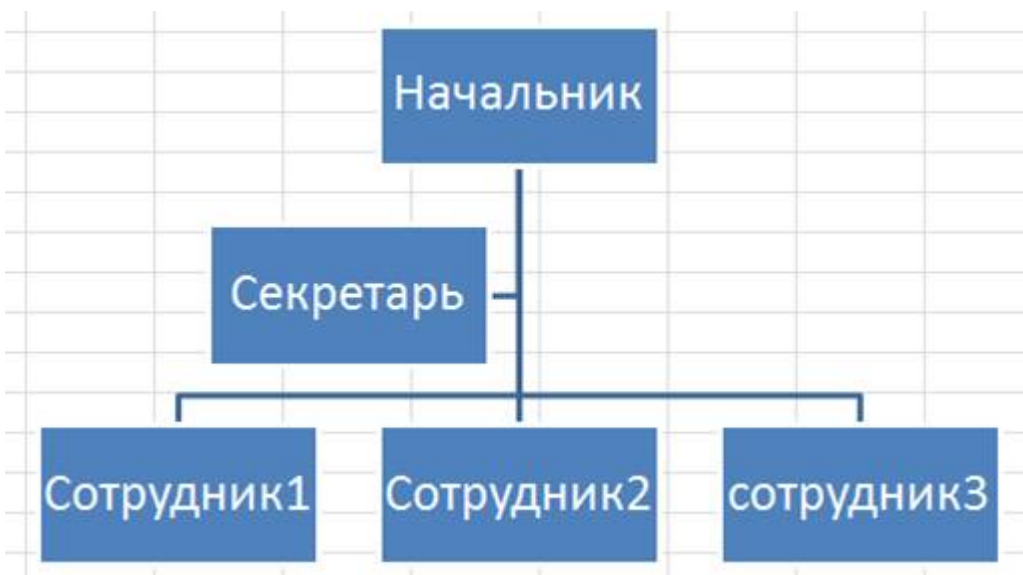 Начальник
Секретарь
Сотрудник1
Сотрудник2
сотрудник3